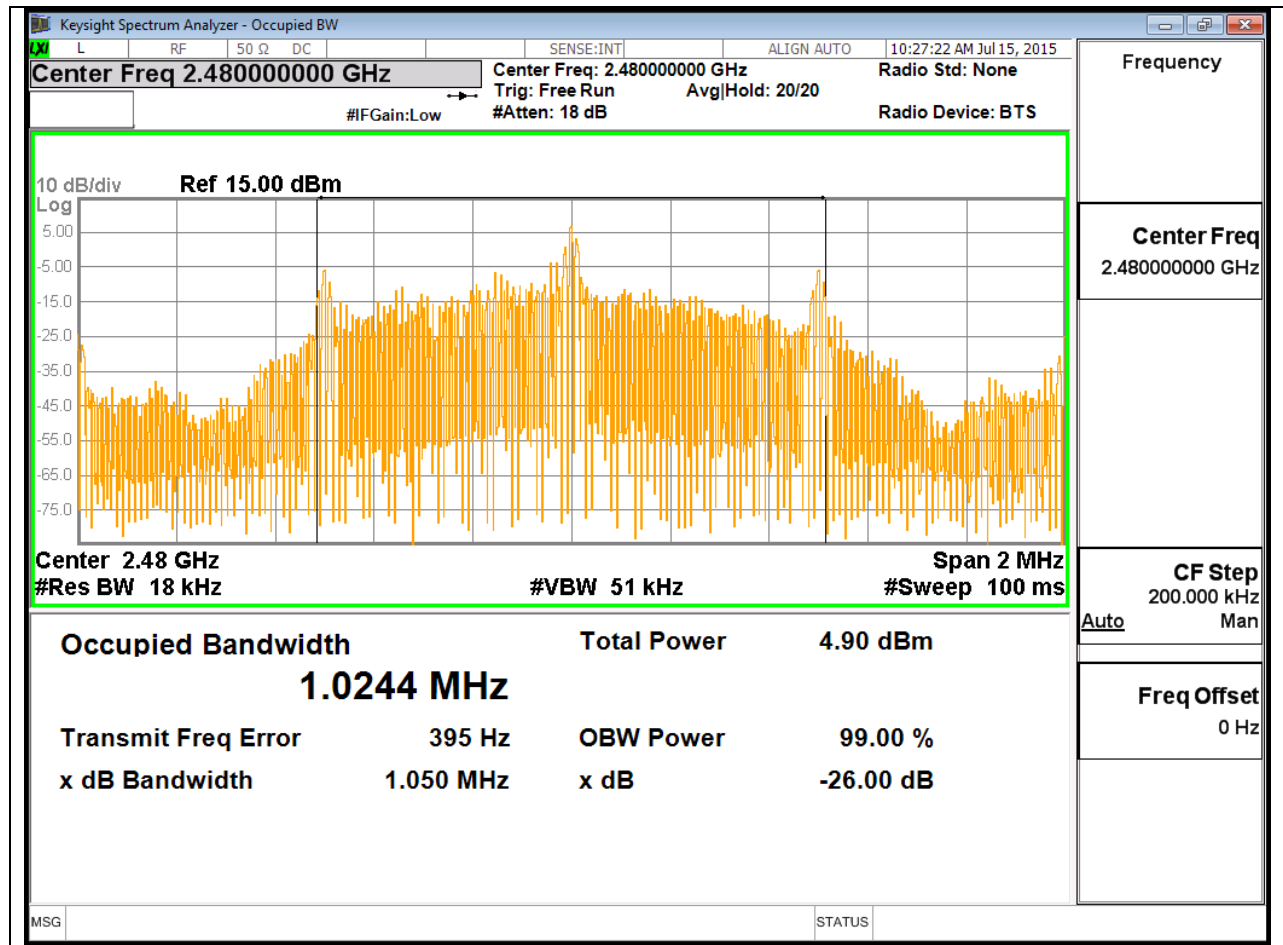 Keysight Spectrum Analyzer - Occupied BW
LXI L RF 50 Ω DC SENSE:INT ALIGN AUTO 10:27:22 AM Jul 15, 2015
Center Freq 2.480000000 GHz
Center Freq: 2.480000000 GHz Radio Std: None
Trig: Free Run Avg|Hold: 20/20
#IFGain:Low #Atten: 18 dB Radio Device: BTS
10 dB/div Ref 15.00 dBm
Log
5.00
-5.00
-15.0
-25.0
-35.0
-45.0
-55.0
-65.0
-75.0
Center 2.48 GHz Span 2 MHz
#Res BW 18 kHz #VBW 51 kHz #Sweep 100 ms
Occupied Bandwidth Total Power 4.90 dBm
1.0244 MHz
Transmit Freq Error 395 Hz OBW Power 99.00 %
x dB Bandwidth 1.050 MHz x dB -26.00 dB
MSG STATUS
Frequency
Center Freq
2.480000000 GHz
CF Step
200.000 kHz
Auto Man
Freq Offset
0 Hz